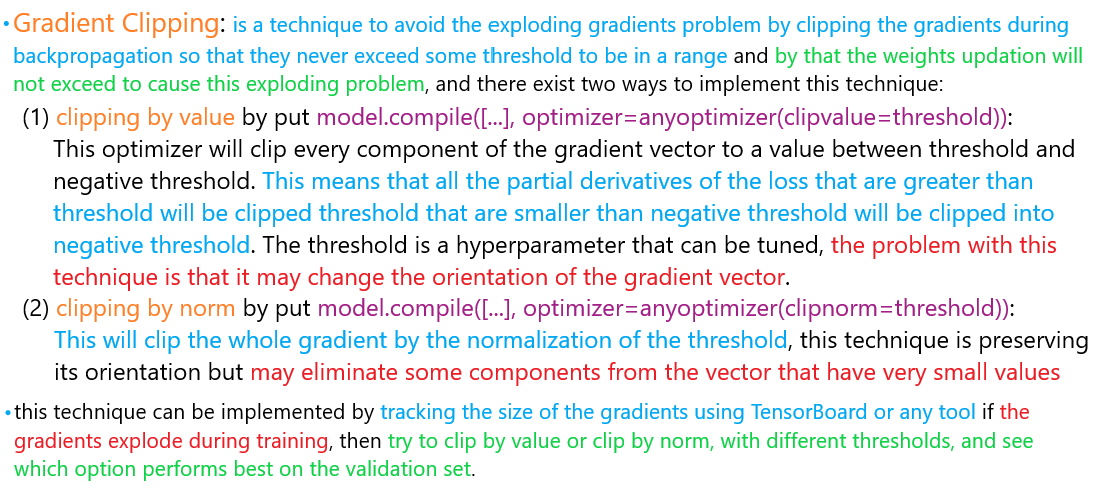 • Gradient Clipping: is a technique to avoid the exploding gradients problem by clipping the gradients during
backpropagation so that they never exceed some threshold to be in a range and by that the weights updation will
not exceed to cause this exploding problem, and there exist two ways to implement this technique:
(1) clipping by value by put model.compile([...], optimizer=anyoptimizer(clipvalue=threshold)):
This optimizer will clip every component of the gradient vector to a value between threshold and
negative threshold. This means that all the partial derivatives of the loss that are greater than
threshold will be clipped threshold that are smaller than negative threshold will be clipped into
negative threshold. The threshold is a hyperparameter that can be tuned, the problem with this
technique is that it may change the orientation of the gradient vector.
(2) clipping by norm by put model.compile([...], optimizer=anyoptimizer(clipnorm=threshold)):
This will clip the whole gradient by the normalization of the threshold, this technique is preserving
its orientation but may eliminate some components from the vector that have very small values
• this technique can be implemented by tracking the size of the gradients using TensorBoard or any tool if the
gradients explode during training, then try to clip by value or clip by norm, with different thresholds, and see
which option performs best on the validation set.